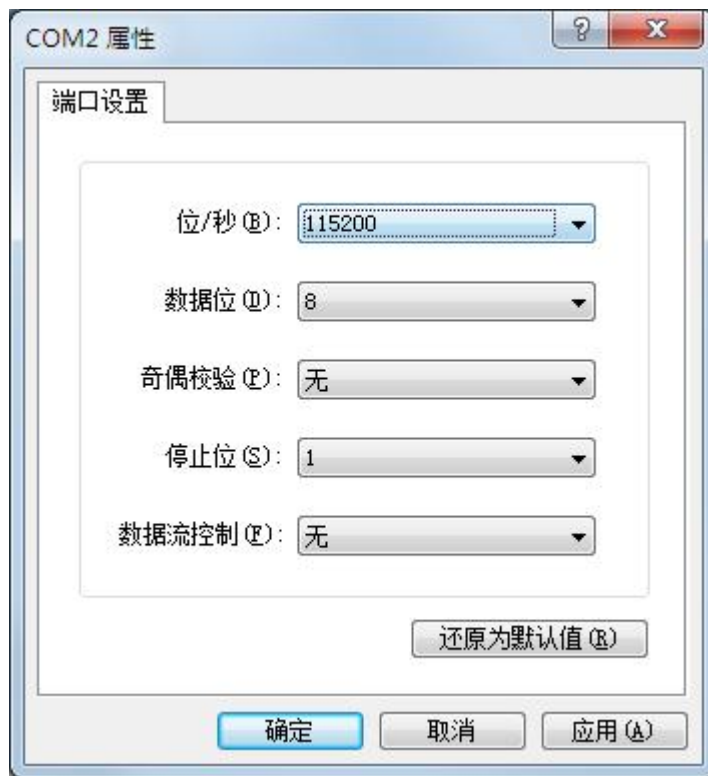 COM2 属性
?
端口设置
位/秒(B): 115200
数据位(D): 8
奇偶校验(P): 无
停止位(S): 1
数据流控制(F): 无
还原为默认值(R)
确定 取消 应用(A)